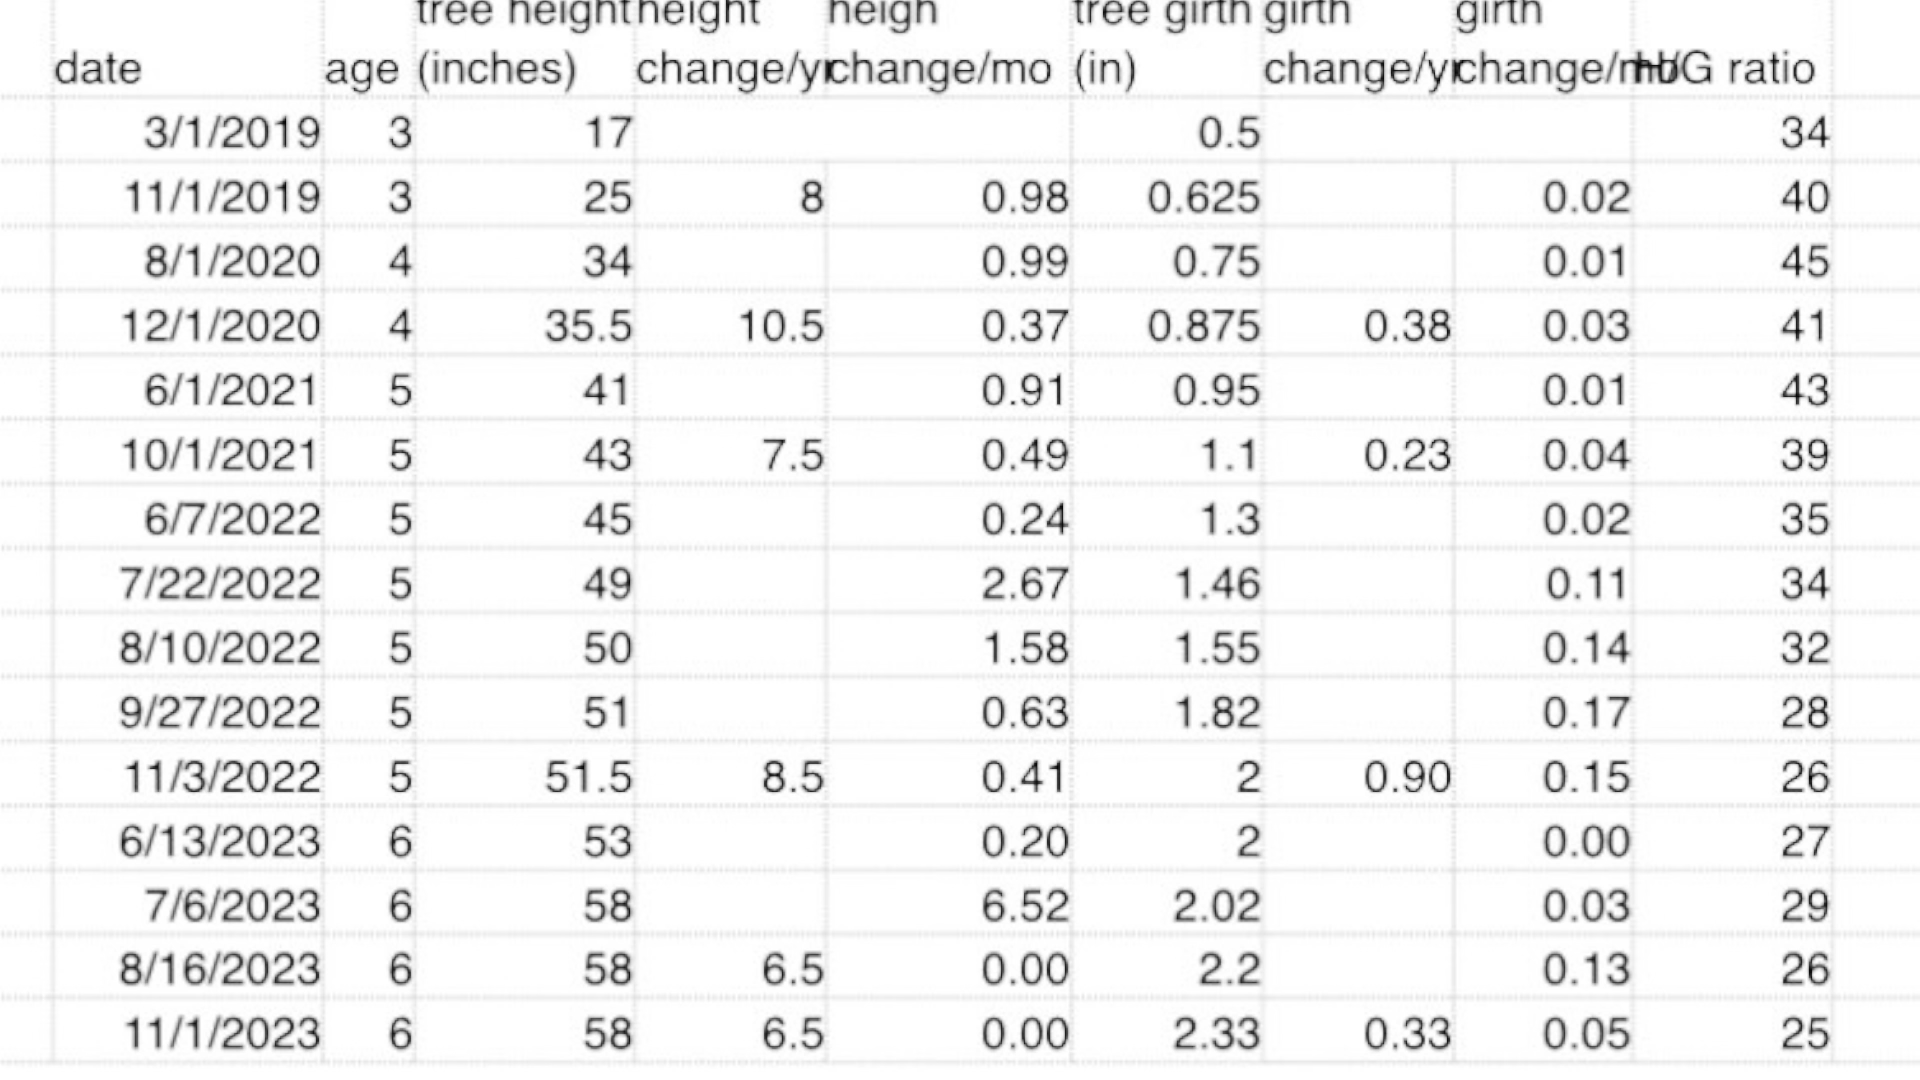 tree height height heigh tree girth girth girth
date age (inches) change/yr change/mo (in) change/yr change/mo H/G ratio
3/1/2019 3 17 0.5 34
11/1/2019 3 25 8 0.98 0.625 0.02 40
8/1/2020 4 34 0.99 0.75 0.01 45
12/1/2020 4 35.5 10.5 0.37 0.875 0.38 0.03 41
6/1/2021 5 41 0.91 0.95 0.01 43
10/1/2021 5 43 7.5 0.49 1.1 0.23 0.04 39
6/7/2022 5 45 0.24 1.3 0.02 35
7/22/2022 5 49 2.67 1.46 0.11 34
8/10/2022 5 50 1.58 1.55 0.14 32
9/27/2022 5 51 0.63 1.82 0.17 28
11/3/2022 5 51.5 8.5 0.41 2 0.90 0.15 26
6/13/2023 6 53 0.20 2 0.00 27
7/6/2023 6 58 6.52 2.02 0.03 29
8/16/2023 6 58 6.5 0.00 2.2 0.13 26
11/1/2023 6 58 6.5 0.00 2.33 0.33 0.05 25